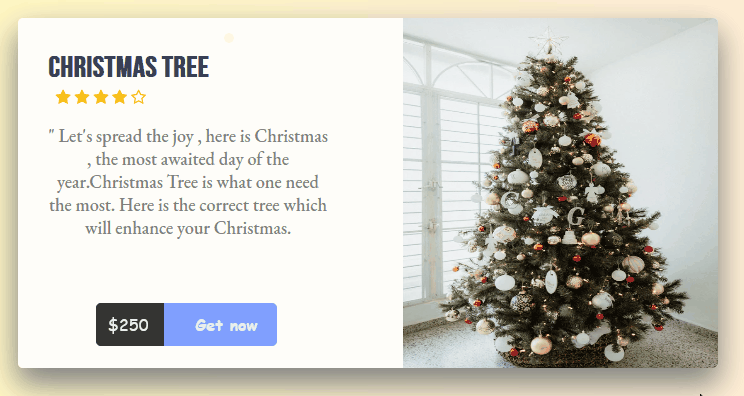 CHRISTMAS TREE
" Let's spread the joy , here is Christmas
, the most awaited day of the
year.Christmas Tree is what one need
the most. Here is the correct tree which
will enhance your Christmas.
$250 Get now
G
G